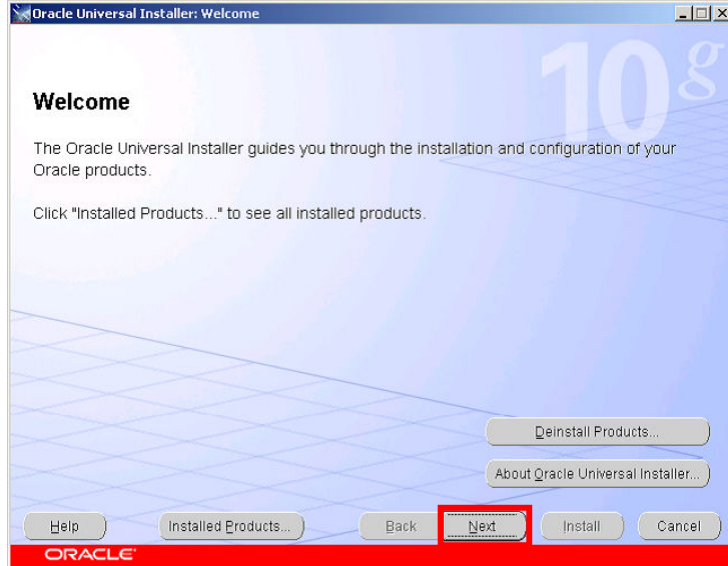 Oracle Universal Installer: Welcome
10g
Welcome
The Oracle Universal Installer guides you through the installation and configuration of your
Oracle products.
Click "Installed Products..." to see all installed products.
Deinstall Products...
About Oracle Universal Installer...
Help
Installed Products...
Back
Next
Install
Cancel
ORACLE